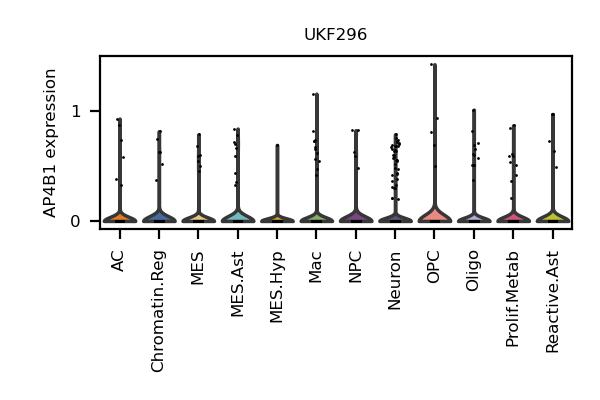 UKF296
AP4B1 expression
1
0
AC
Chromatin.Reg
MES
MES.Ast
MES.Hyp
Mac
NPC
Neuron
OPC
Oligo
Prolif.Metab
Reactive.Ast